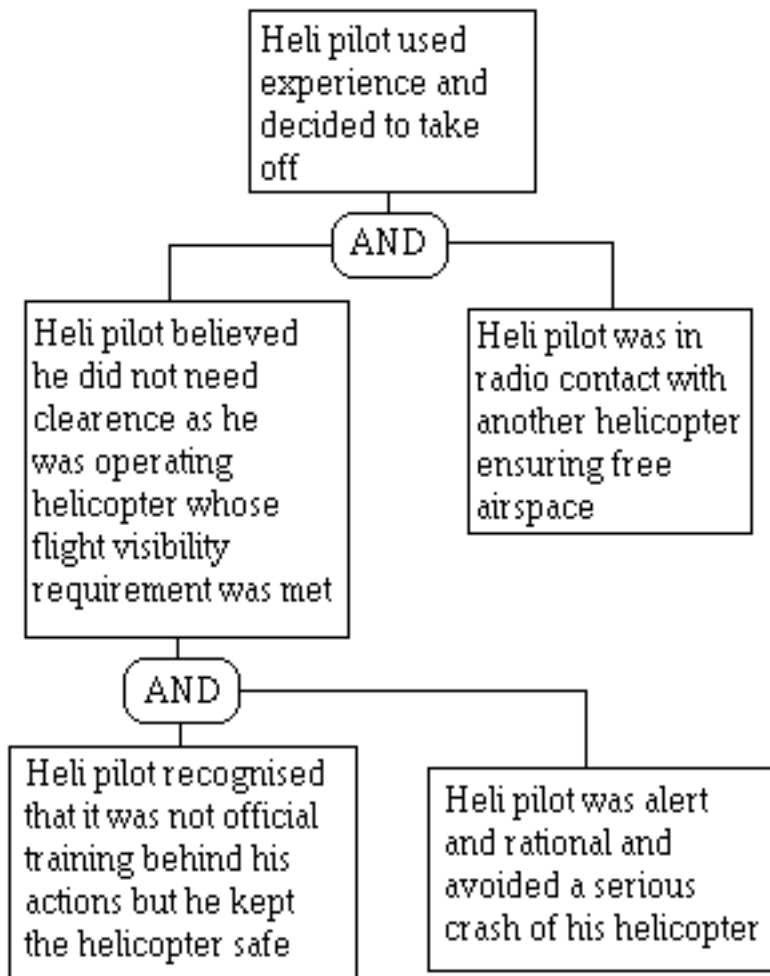 Heli pilot used
experience and
decided to take
off
AND
Heli pilot believed
he did not need
clearence as he
was operating
helicopter whose
flight visibility
requirement was met
Heli pilot was in
radio contact with
another helicopter
ensuring free
airspace
AND
Heli pilot recognised
that it was not official
training behind his
actions but he kept
the helicopter safe
Heli pilot was alert
and rational and
avoided a serious
crash of his helicopter